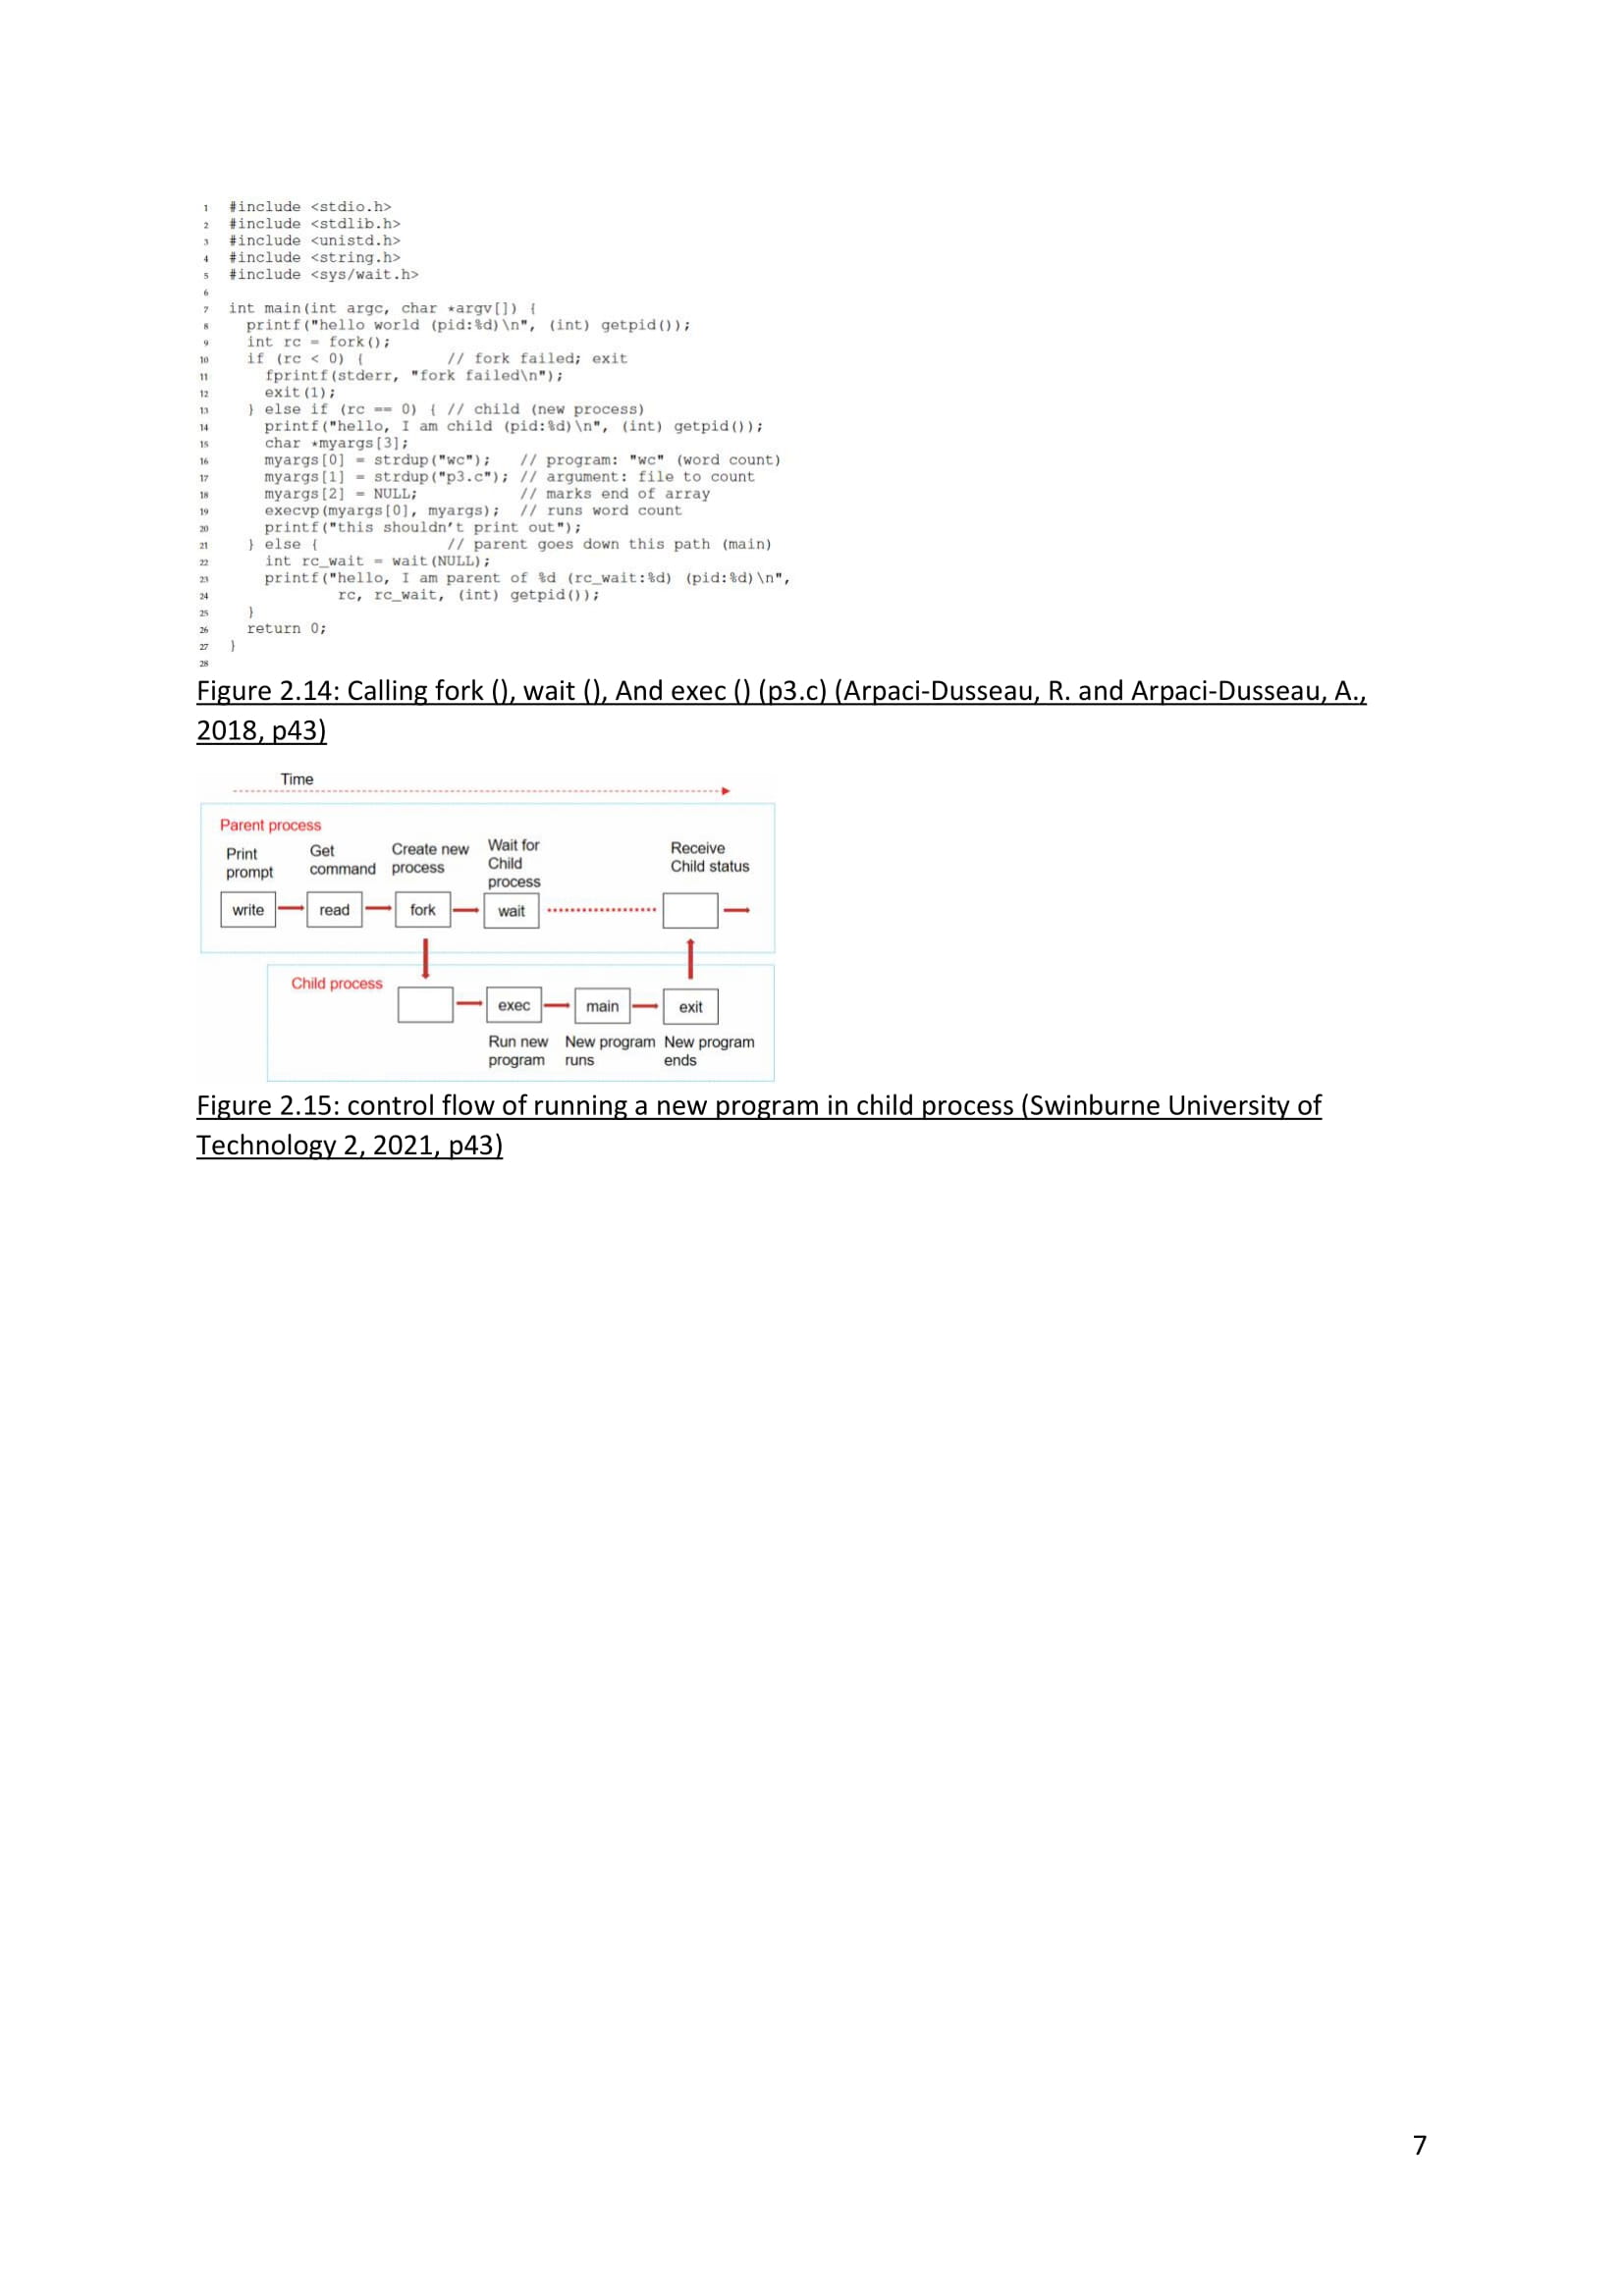 1 #include <stdio.h>
2 #include <stdlib.h>
3 #include <unistd.h>
4 #include <string.h>
5 #include <sys/wait.h>
6
7 int main(int argc, char *argv[]) {
8 printf("hello world (pid:%d)\n", (int) getpid());
9 int rc = fork();
10 if (rc < 0) { // fork failed; exit
11 fprintf(stderr, "fork failed\n");
12 exit(1);
13 } else if (rc == 0) { // child (new process)
14 printf("hello, I am child (pid:%d)\n", (int) getpid());
15 char *myargs[3];
16 myargs[0] = strdup("wc"); // program: "wc" (word count)
17 myargs[1] = strdup("p3.c"); // argument: file to count
18 myargs[2] = NULL; // marks end of array
19 execvp(myargs[0], myargs); // runs word count
20 printf("this shouldn't print out");
21 } else { // parent goes down this path (main)
22 int rc_wait = wait(NULL);
23 printf("hello, I am parent of %d (rc_wait:%d) (pid:%d)\n",
24 rc, rc_wait, (int) getpid());
25 }
26 return 0;
27 }
28
Figure 2.14: Calling fork (), wait (), And exec () (p3.c) (Arpaci-Dusseau, R. and Arpaci-Dusseau, A.,
2018, p43)
Time
Parent process
Print
prompt
Get
command
Create new
process
Wait for
Child
process
Receive
Child status
write
read
fork
wait
Child process
exec
main
exit
Run new
program
New program
runs
New program
ends
Figure 2.15: control flow of running a new program in child process (Swinburne University of
Technology 2, 2021, p43)
7